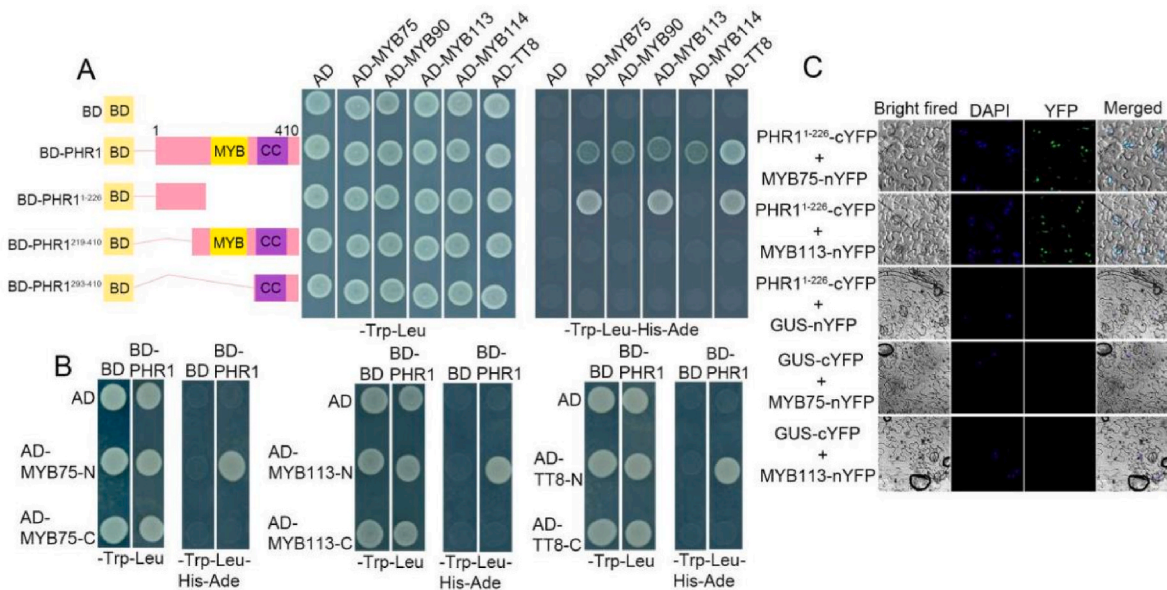 A
AD
AD-MYB75
AD-MYB90
AD-MYB113
AD-MYB114
AD-TT8
AD
AD-MYB75
AD-MYB90
AD-MYB113
AD-MYB114
AD-TT8
BD BD
1 410
BD-PHR1 BD MYB CC
BD-PHR1¹⁻²²⁶ BD
BD-PHR1²¹⁹⁻⁴¹⁰ BD MYB CC
BD-PHR1²⁹³⁻⁴¹⁰ BD CC
-Trp-Leu
-Trp-Leu-His-Ade
B
BD BD-PHR1
BD BD-PHR1
AD
AD-MYB75-N
AD-MYB75-C
-Trp-Leu
-Trp-Leu-His-Ade
BD BD-PHR1
BD BD-PHR1
AD
AD-MYB113-N
AD-MYB113-C
-Trp-Leu
-Trp-Leu-His-Ade
BD BD-PHR1
BD BD-PHR1
AD
AD-TT8-N
AD-TT8-C
-Trp-Leu
-Trp-Leu-His-Ade
C
Bright fired DAPI YFP Merged
PHR1¹⁻²²⁶-cYFP
+
MYB75-nYFP
PHR1¹⁻²²⁶-cYFP
+
MYB113-nYFP
PHR1¹⁻²²⁶-cYFP
+
GUS-nYFP
GUS-cYFP
+
MYB75-nYFP
GUS-cYFP
+
MYB113-nYFP